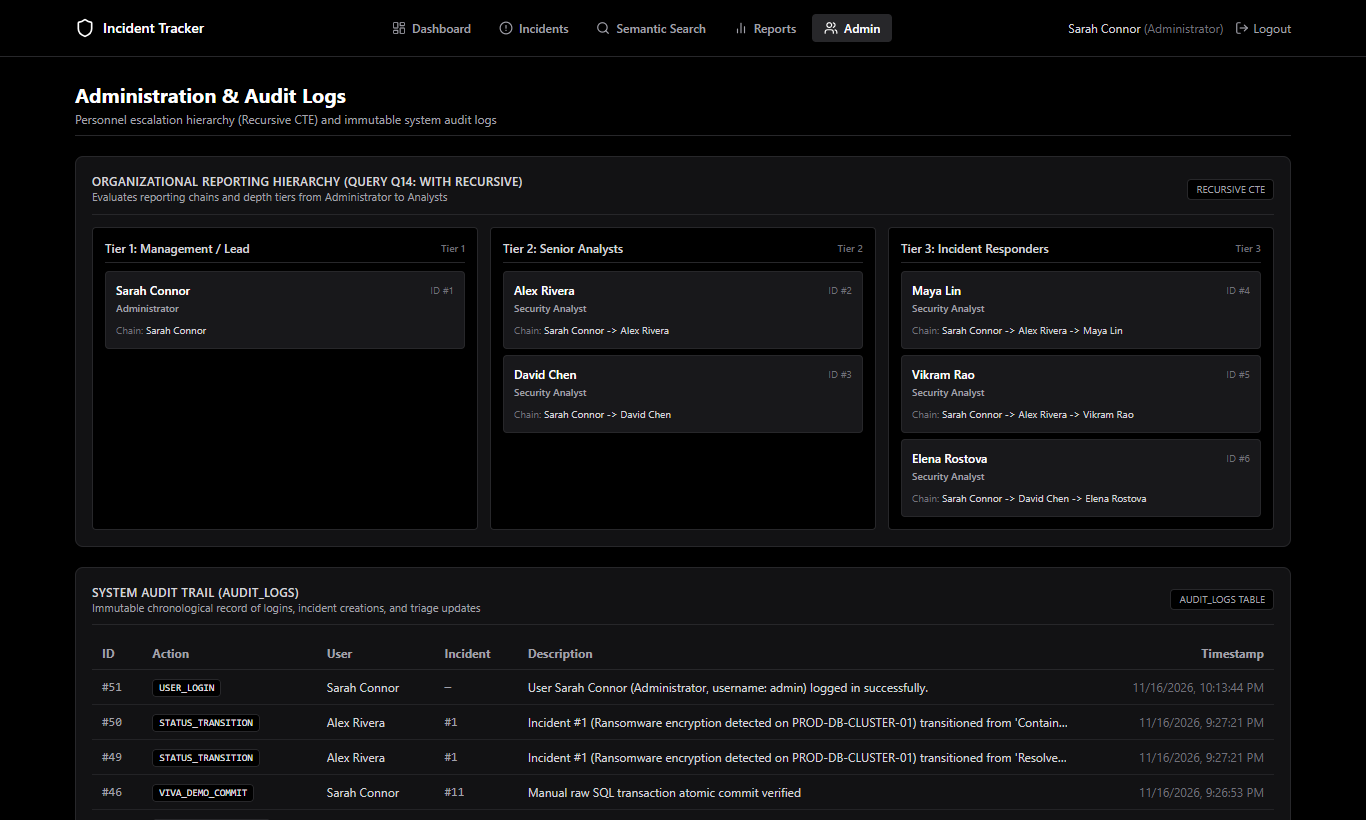 Incident Tracker
Dashboard
Incidents
Semantic Search
Reports
Admin
Sarah Connor (Administrator)
Logout
Administration & Audit Logs
Personnel escalation hierarchy (Recursive CTE) and immutable system audit logs
ORGANIZATIONAL REPORTING HIERARCHY (QUERY Q14: WITH RECURSIVE)
Evaluates reporting chains and depth tiers from Administrator to Analysts
RECURSIVE CTE
Tier 1: Management / Lead Tier 1
Sarah Connor ID #1
Administrator
Chain: Sarah Connor
Tier 2: Senior Analysts Tier 2
Alex Rivera ID #2
Security Analyst
Chain: Sarah Connor -> Alex Rivera
David Chen ID #3
Security Analyst
Chain: Sarah Connor -> David Chen
Tier 3: Incident Responders Tier 3
Maya Lin ID #4
Security Analyst
Chain: Sarah Connor -> Alex Rivera -> Maya Lin
Vikram Rao ID #5
Security Analyst
Chain: Sarah Connor -> Alex Rivera -> Vikram Rao
Elena Rostova ID #6
Security Analyst
Chain: Sarah Connor -> David Chen -> Elena Rostova
SYSTEM AUDIT TRAIL (AUDIT_LOGS)
Immutable chronological record of logins, incident creations, and triage updates
AUDIT_LOGS TABLE
ID Action User Incident Description Timestamp
#51 USER_LOGIN Sarah Connor — User Sarah Connor (Administrator, username: admin) logged in successfully. 11/16/2026, 10:13:44 PM
#50 STATUS_TRANSITION Alex Rivera #1 Incident #1 (Ransomware encryption detected on PROD-DB-CLUSTER-01) transitioned from 'Contain... 11/16/2026, 9:27:21 PM
#49 STATUS_TRANSITION Alex Rivera #1 Incident #1 (Ransomware encryption detected on PROD-DB-CLUSTER-01) transitioned from 'Resolve... 11/16/2026, 9:27:21 PM
#46 VIVA_DEMO_COMMIT Sarah Connor #11 Manual raw SQL transaction atomic commit verified 11/16/2026, 9:26:53 PM